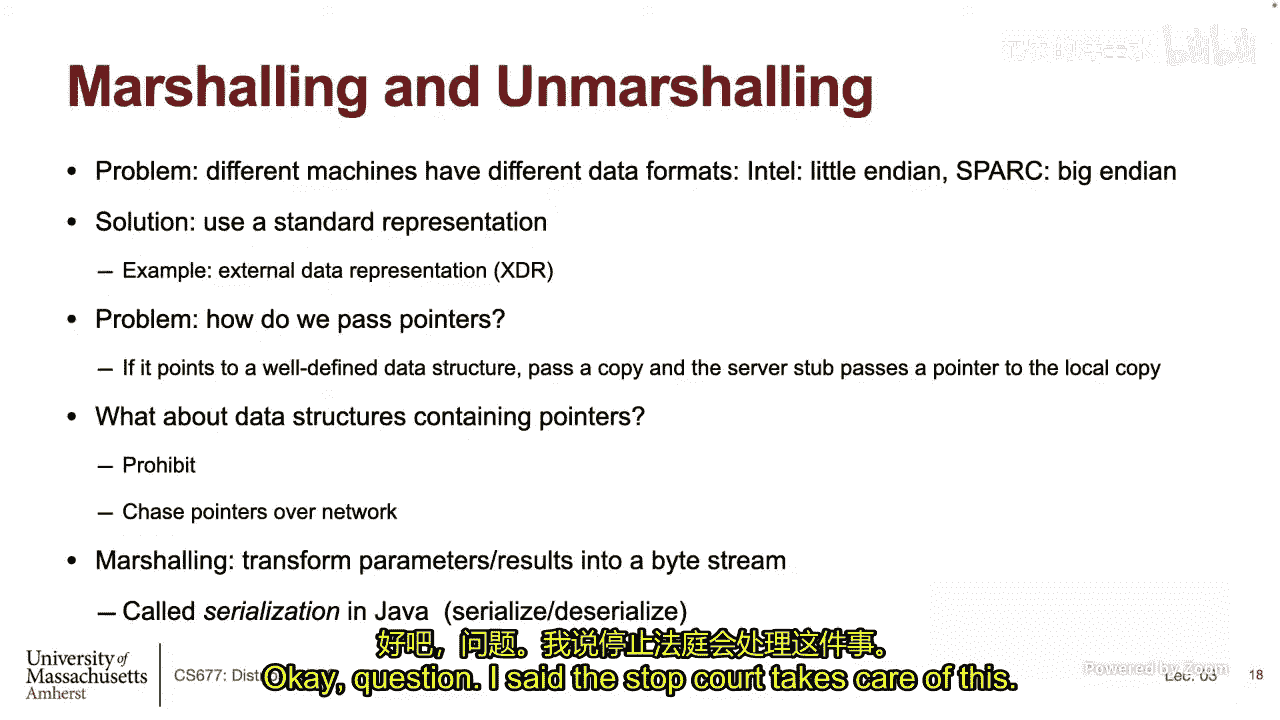 Marshalling and Unmarshalling
• Problem: different machines have different data formats: Intel: little endian, SPARC: big endian
• Solution: use a standard representation
– Example: external data representation (XDR)
• Problem: how do we pass pointers?
– If it points to a well-defined data structure, pass a copy and the server stub passes a pointer to the local copy
• What about data structures containing pointers?
– Prohibit
– Chase pointers over network
• Marshalling: transform parameters/results into a byte stream
– Called serialization in Java (serialize/deserialize)
好吧，问题。我说停止法庭会处理这件事。
Okay, question. I said the stop court takes care of this.
University of
Massachusetts
Amherst
CS677:
Powered by Zoom
Lec. 03
18
bilibili